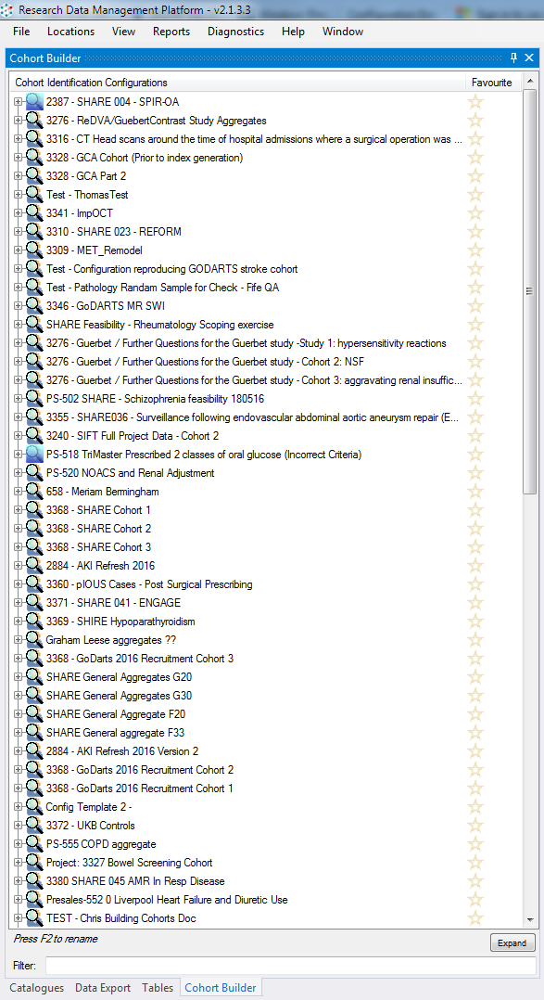 Research Data Management Platform - v2.1.3.3
File Locations View Reports Diagnostics Help Window
Cohort Builder
Cohort Identification Configurations Favourite
2387 - SHARE 004 - SPIR-OA
3276 - ReDVA/GuebertContrast Study Aggregates
3316 - CT Head scans around the time of hospital admissions where a surgical operation was ...
3328 - GCA Cohort (Prior to index generation)
3328 - GCA Part 2
Test - ThomasTest
3341 - ImpOCT
3310 - SHARE 023 - REFORM
3309 - MET_Remodel
Test - Configuration reproducing GODARTS stroke cohort
Test - Pathology Randam Sample for Check - Fife QA
3346 - GoDARTS MR SWI
SHARE Feasibility - Rheumatology Scoping exercise
3276 - Guerbet / Further Questions for the Guerbet study -Study 1: hypersensitivity reactions
3276 - Guerbet / Further Questions for the Guerbet study - Cohort 2: NSF
3276 - Guerbet / Further Questions for the Guerbet study - Cohort 3: aggravating renal insuffic...
PS-502 SHARE - Schizophrenia feasibility 180516
3355 - SHARE036 - Surveillance following endovascular abdominal aortic aneurysm repair (E...
3240 - SIFT Full Project Data - Cohort 2
PS-518 TriMaster Prescribed 2 classes of oral glucose (Incorrect Criteria)
PS-520 NOACS and Renal Adjustment
658 - Meriam Bermingham
3368 - SHARE Cohort 1
3368 - SHARE Cohort 2
3368 - SHARE Cohort 3
2884 - AKI Refresh 2016
3360 - pIOUS Cases - Post Surgical Prescribing
3371 - SHARE 041 - ENGAGE
3369 - SHIRE Hypoparathyroidism
Graham Leese aggregates ??
3368 - GoDarts 2016 Recruitment Cohort 3
SHARE General Aggregates G20
SHARE General Aggregates G30
SHARE General Aggregate F20
SHARE General aggregate F33
2884 - AKI Refresh 2016 Version 2
3368 - GoDarts 2016 Recruitment Cohort 2
3368 - GoDarts 2016 Recruitment Cohort 1
Config Template 2 -
3372 - UKB Controls
PS-555 COPD aggregate
Project: 3327 Bowel Screening Cohort
3380 SHARE 045 AMR In Resp Disease
Presales-552 0 Liverpool Heart Failure and Diuretic Use
TEST - Chris Building Cohorts Doc
Press F2 to rename
Expand
Filter:
Catalogues Data Export Tables Cohort Builder